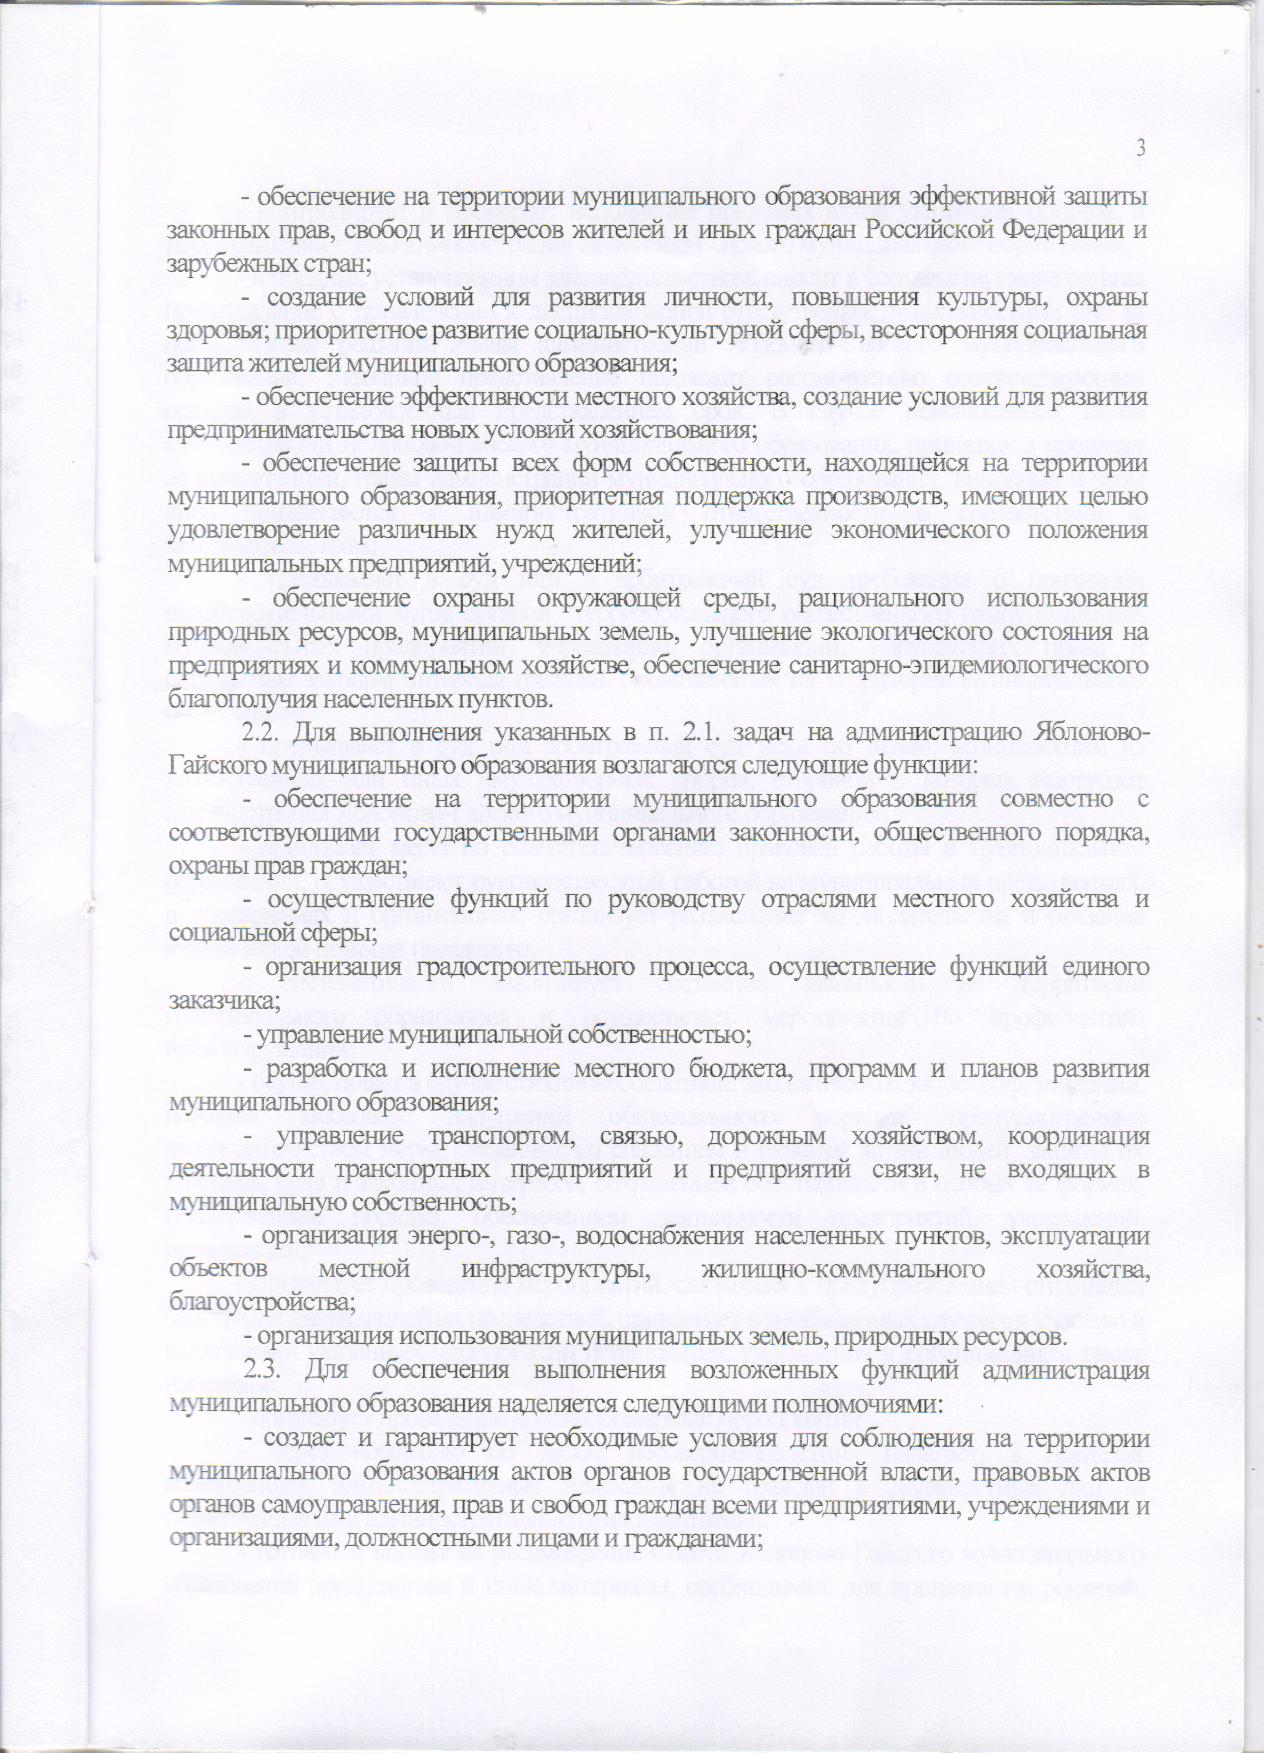 3
- обеспечение на территории муниципального образования эффективной защиты
законных прав, свобод и интересов жителей и иных граждан Российской Федерации и
зарубежных стран;
- создание условий для развития личности, повышения культуры, охраны
здоровья; приоритетное развитие социально-культурной сферы, всесторонняя социальная
защита жителей муниципального образования;
- обеспечение эффективности местного хозяйства, создание условий для развития
предпринимательства новых условий хозяйствования;
- обеспечение защиты всех форм собственности, находящейся на территории
муниципального образования, приоритетная поддержка производств, имеющих целью
удовлетворение различных нужд жителей, улучшение экономического положения
муниципальных предприятий, учреждений;
- обеспечение охраны окружающей среды, рационального использования
природных ресурсов, муниципальных земель, улучшение экологического состояния на
предприятиях и коммунальном хозяйстве, обеспечение санитарно-эпидемиологического
благополучия населенных пунктов.
2.2. Для выполнения указанных в п. 2.1. задач на администрацию Яблоново-
Гайского муниципального образования возлагаются следующие функции:
- обеспечение на территории муниципального образования совместно с
соответствующими государственными органами законности, общественного порядка,
охраны прав граждан;
- осуществление функций по руководству отраслями местного хозяйства и
социальной сферы;
- организация градостроительного процесса, осуществление функций единого
заказчика;
- управление муниципальной собственностью;
- разработка и исполнение местного бюджета, программ и планов развития
муниципального образования;
- управление транспортом, связью, дорожным хозяйством, координация
деятельности транспортных предприятий и предприятий связи, не входящих в
муниципальную собственность;
- организация энерго-, газо-, водоснабжения населенных пунктов, эксплуатации
объектов местной инфраструктуры, жилищно-коммунального хозяйства,
благоустройства;
- организация использования муниципальных земель, природных ресурсов.
2.3. Для обеспечения выполнения возложенных функций администрация
муниципального образования наделяется следующими полномочиями:
- создает и гарантирует необходимые условия для соблюдения на территории
муниципального образования актов органов государственной власти, правовых актов
органов самоуправления, прав и свобод граждан всеми предприятиями, учреждениями и
организациями, должностными лицами и гражданами;